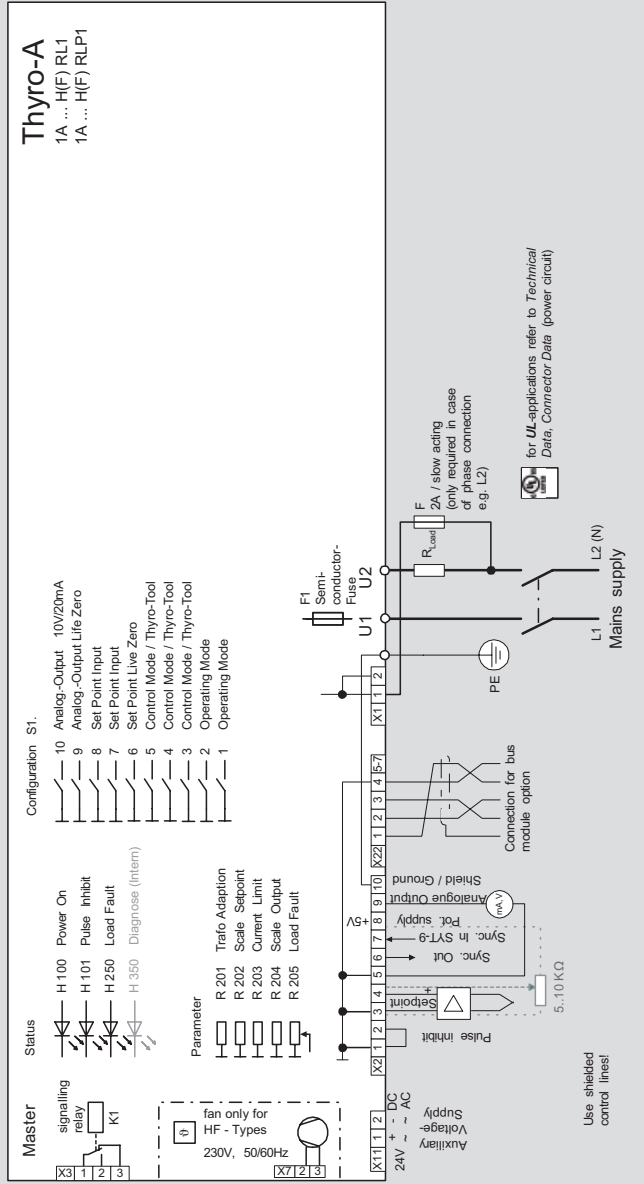 Thyro-A
1A ... H(F) RL1
1A ... H(F) RLP1
Master
signalling
relay
K1
X3 1 2 3
fan only for
HF - Types
230V, 50/60Hz
ϑ
X7 2 3
Status
H 100 Power On
H 101 Pulse Inhibit
H 250 Load Fault
H 350 Diagnose (Intern)
Parameter
R 201 Trafo Adaption
R 202 Scale Setpoint
R 203 Current Limit
R 204 Scale Output
R 205 Load Fault
Configuration S1.
10 Analog.-Output 10V/20mA
9 Analog.-Output Life Zero
8 Set Point Input
7 Set Point Input
6 Set Point Live Zero
5 Control Mode / Thyro-Tool
4 Control Mode / Thyro-Tool
3 Control Mode / Thyro-Tool
2 Operating Mode
1 Operating Mode
F1
Semi-
conductor-
Fuse
U1
U2
X11 1 2
24V + - DC
~ ~ AC
Auxiliary
Voltage-
Supply
X2 1 2 3 4 5 6 7 8 9 10
Pulse inhibit
Setpoint
+
Sync. Out
Sync. In SYT-9
Pot. supply
+5V
Analogue Output
Shield / Ground
mA,V
5..10 KΩ
X22 1 2 3 4 5-7
Connection for bus
module option
X1 1 2
PE
RLoad
F
2A / slow acting
(only required in case
of phase connection
e.g. L2)
L1
L2 (N)
Mains supply
UL
LISTED
for UL-applications refer to Technical
Data, Connector Data (power circuit)
Use shielded
control lines!